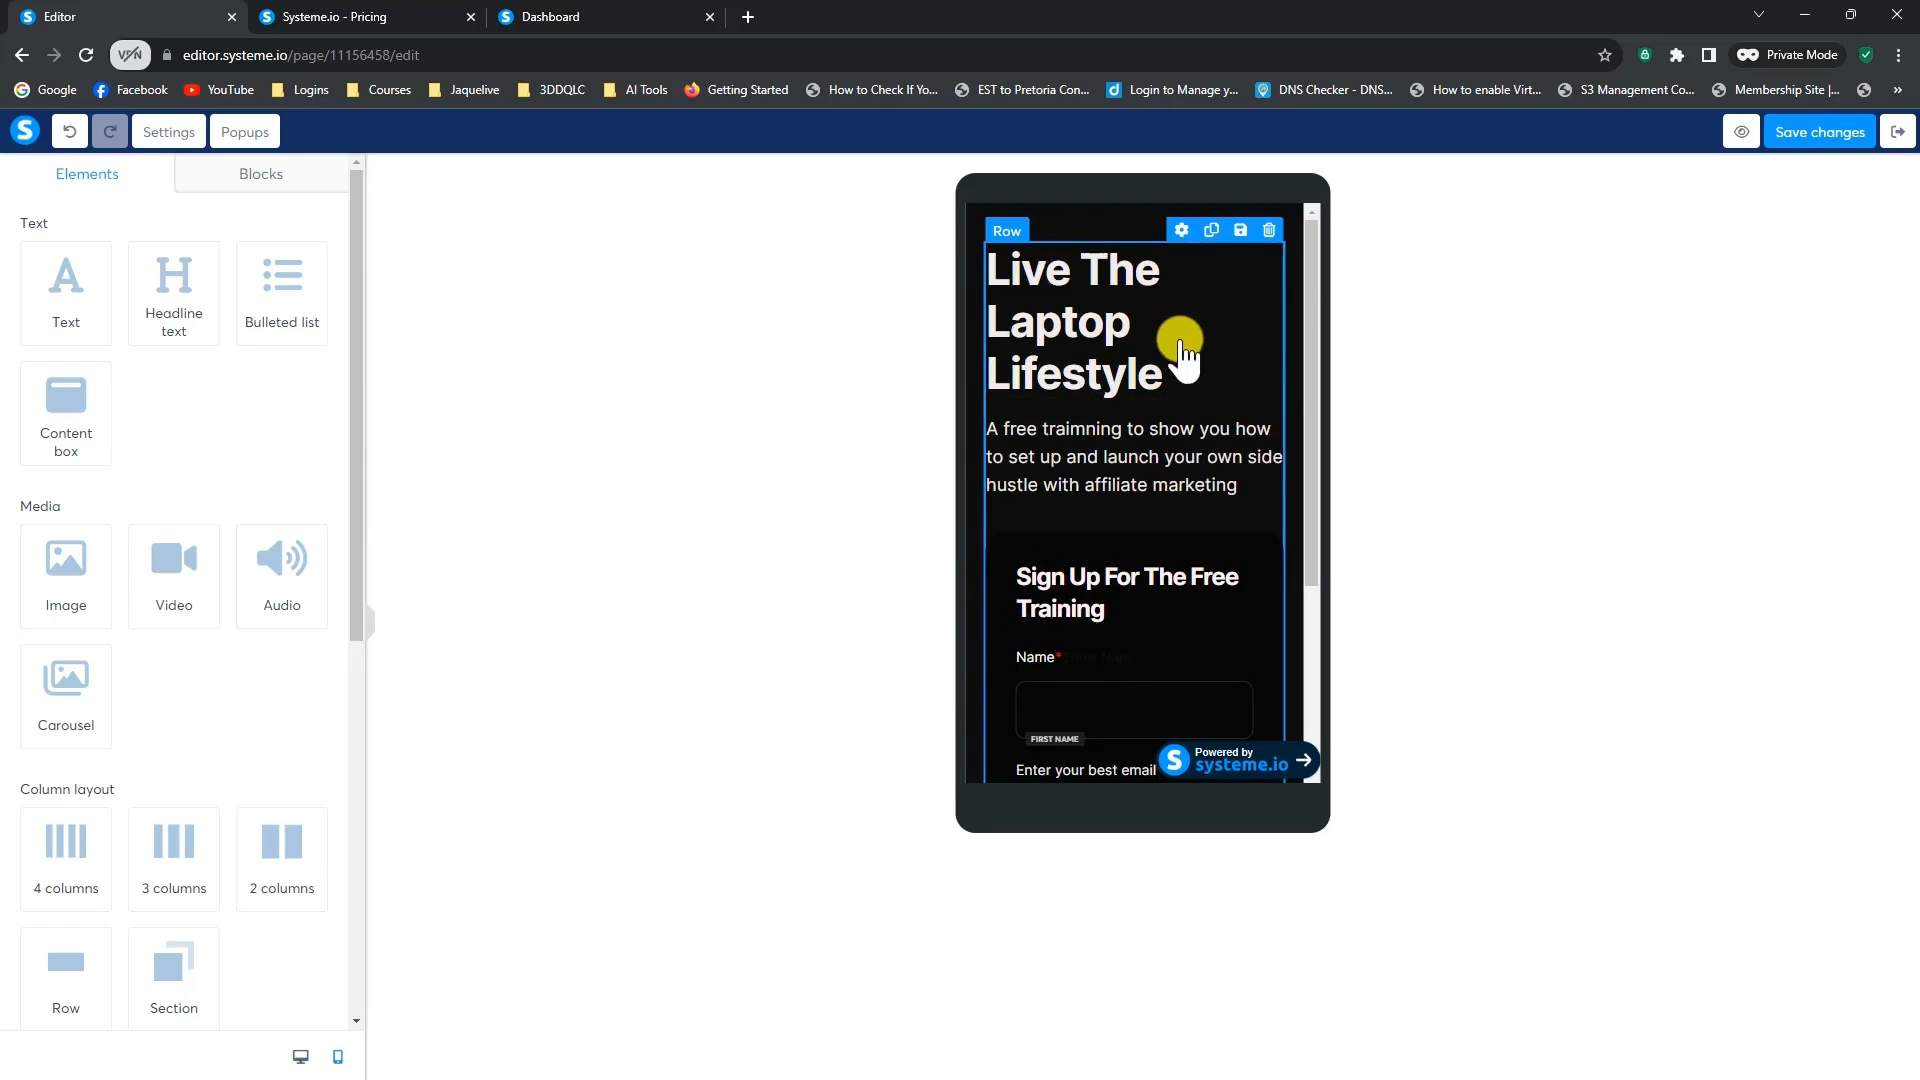 Editor
Systeme.io - Pricing
Dashboard
VPN
editor.systeme.io/page/11156458/edit
Private Mode
Google
Facebook
YouTube
Logins
Courses
Jaquelive
3DDQLC
AI Tools
Getting Started
How to Check If Yo...
EST to Pretoria Con...
Login to Manage y...
DNS Checker - DNS...
How to enable Virt...
S3 Management Co...
Membership Site |...
Settings
Popups
Save changes
Elements
Blocks
Text
Text
Headline
text
Bulleted list
Content
box
Media
Image
Video
Audio
Carousel
Column layout
4 columns
3 columns
2 columns
Row
Section
Row
Live The
Laptop
Lifestyle
A free traimning to show you how
to set up and launch your own side
hustle with affiliate marketing
Sign Up For The Free
Training
Name*
FIRST NAME
Enter your best email
Powered by
systeme.io